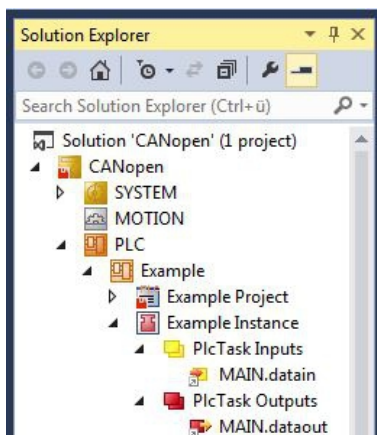 Solution Explorer
Search Solution Explorer (Ctrl+ü)
Solution 'CANopen' (1 project)
CANopen
SYSTEM
MOTION
PLC
Example
Example Project
Example Instance
PlcTask Inputs
MAIN.datain
PlcTask Outputs
MAIN.dataout